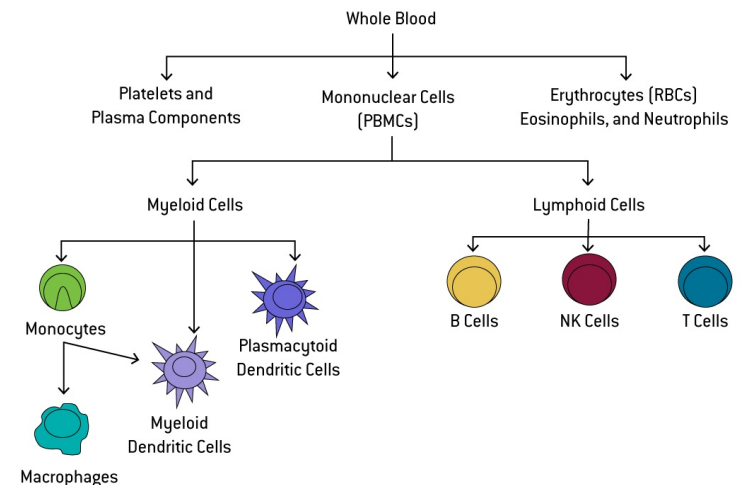 Whole Blood
Platelets and
Plasma Components
Mononuclear Cells
(PBMCs)
Erythrocytes (RBCs)
Eosinophils, and Neutrophils
Myeloid Cells
Lymphoid Cells
Monocytes
Plasmacytoid
Dendritic Cells
B Cells
NK Cells
T Cells
Myeloid
Dendritic Cells
Macrophages